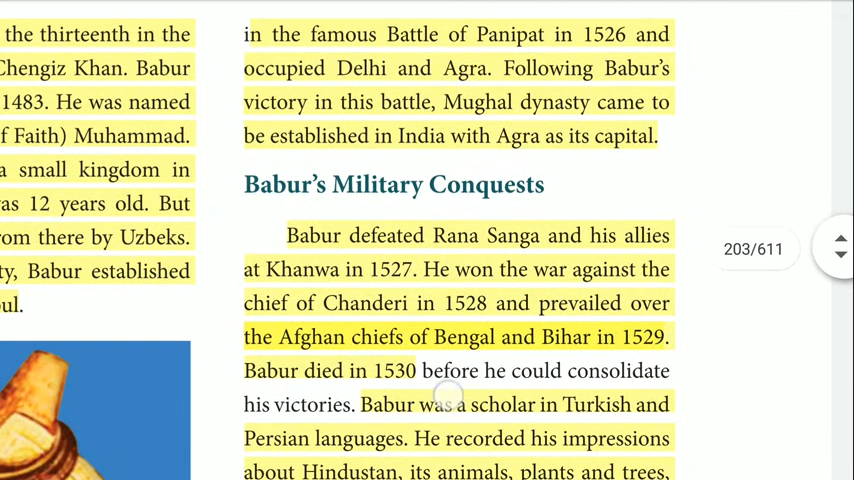 the thirteenth in the
Chengiz Khan. Babur
1483. He was named
f Faith) Muhammad.
a small kingdom in
as 12 years old. But
rom there by Uzbeks.
ty, Babur established
ul.
in the famous Battle of Panipat in 1526 and
occupied Delhi and Agra. Following Babur’s
victory in this battle, Mughal dynasty came to
be established in India with Agra as its capital.
Babur’s Military Conquests
Babur defeated Rana Sanga and his allies
at Khanwa in 1527. He won the war against the
chief of Chanderi in 1528 and prevailed over
the Afghan chiefs of Bengal and Bihar in 1529.
Babur died in 1530 before he could consolidate
his victories. Babur was a scholar in Turkish and
Persian languages. He recorded his impressions
about Hindustan, its animals, plants and trees,
203/611